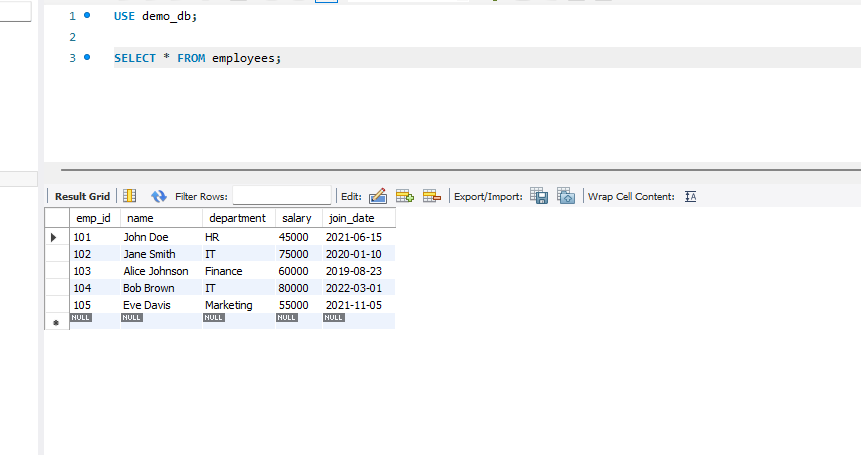 1 USE demo_db;
2
3 SELECT * FROM employees;
Result Grid Filter Rows: Edit: Export/Import: Wrap Cell Content: IA
emp_id name department salary join_date
101 John Doe HR 45000 2021-06-15
102 Jane Smith IT 75000 2020-01-10
103 Alice Johnson Finance 60000 2019-08-23
104 Bob Brown IT 80000 2022-03-01
105 Eve Davis Marketing 55000 2021-11-05
NULL NULL NULL NULL NULL